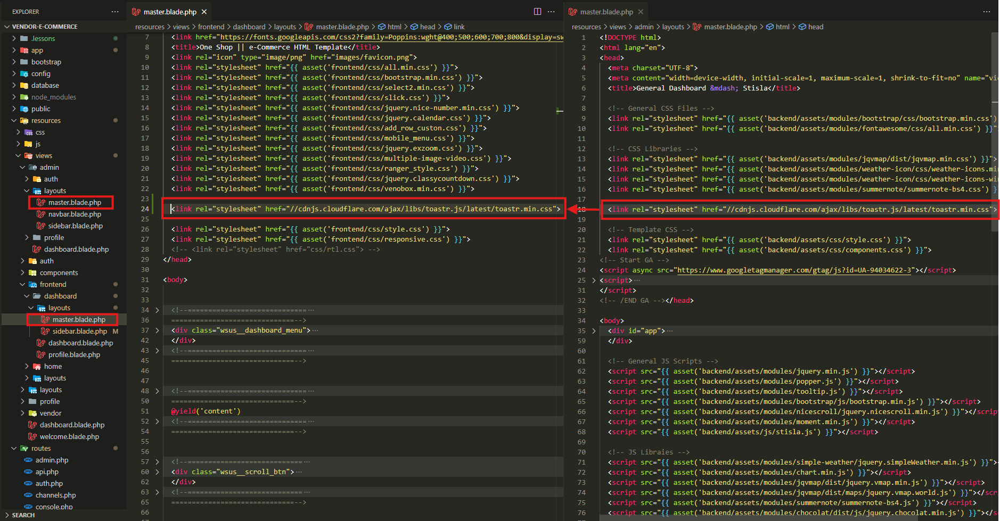 EXPLORER
VENDOR-E-COMMERCE
.lessons
app
bootstrap
config
database
node_modules
public
resources
css
js
views
admin
auth
layouts
master.blade.php
navbar.blade.php
sidebar.blade.php
profile
dashboard.blade.php
auth
components
frontend
dashboard
layouts
master.blade.php
sidebar.blade.php M
dashboard.blade.php
profile.blade.php
home
layouts
layouts
profile
vendor
dashboard.blade.php
welcome.blade.php
routes
admin.php
api.php
auth.php
channels.php
console.php
SEARCH
master.blade.php
resources > views > frontend > dashboard > layouts > master.blade.php > html > head > link
7 <link href="https://fonts.googleapis.com/css2?family=Poppins:wght@400;500;600;700;800&display=sw
8 <title>One Shop || e-Commerce HTML Template</title>
9 <link rel="icon" type="image/png" href="images/favicon.png">
10 <link rel="stylesheet" href="{{ asset('frontend/css/all.min.css') }}">
11 <link rel="stylesheet" href="{{ asset('frontend/css/bootstrap.min.css') }}">
12 <link rel="stylesheet" href="{{ asset('frontend/css/select2.min.css') }}">
13 <link rel="stylesheet" href="{{ asset('frontend/css/slick.css') }}">
14 <link rel="stylesheet" href="{{ asset('frontend/css/jquery.nice-number.min.css') }}">
15 <link rel="stylesheet" href="{{ asset('frontend/css/jquery.calendar.css') }}">
16 <link rel="stylesheet" href="{{ asset('frontend/css/add_row_custon.css') }}">
17 <link rel="stylesheet" href="{{ asset('frontend/css/mobile_menu.css') }}">
18 <link rel="stylesheet" href="{{ asset('frontend/css/jquery.exzoom.css') }}">
19 <link rel="stylesheet" href="{{ asset('frontend/css/multiple-image-video.css') }}">
20 <link rel="stylesheet" href="{{ asset('frontend/css/ranger_style.css') }}">
21 <link rel="stylesheet" href="{{ asset('frontend/css/jquery.classycountdown.css') }}">
22 <link rel="stylesheet" href="{{ asset('frontend/css/venobox.min.css') }}">
23
24 <link rel="stylesheet" href="//cdnjs.cloudflare.com/ajax/libs/toastr.js/latest/toastr.min.css">
25
26 <link rel="stylesheet" href="{{ asset('frontend/css/style.css') }}">
27 <link rel="stylesheet" href="{{ asset('frontend/css/responsive.css') }}">
28 <!-- <link rel="stylesheet" href="css/rtl.css"> -->
29 </head>
30
31 <body>
32
33
34 <!--============================= ···
36 ==============================-->
37 <div class="wsus__dashboard_menu"> ···
42 </div>
43 <!--============================= ···
45 ==============================-->
46
47
48 <!--============================= ···
50 ==============================-->
51 @yield('content')
52 <!--============================= ···
54 ==============================-->
55
56
57 <!--============================ ···
60 <div class="wsus__scroll_btn"> ···
62 </div>
63 <!--============================ ···
65 ==============================-->
66
master.blade.php
resources > views > admin > layouts > master.blade.php > html > head
1 <!DOCTYPE html>
2 <html lang="en">
3 <head>
4 <meta charset="UTF-8">
5 <meta content="width=device-width, initial-scale=1, maximum-scale=1, shrink-to-fit=no" name="vi
6 <title>General Dashboard &mdash; Stisla</title>
7
8 <!-- General CSS Files -->
9 <link rel="stylesheet" href="{{ asset('backend/assets/modules/bootstrap/css/bootstrap.min.css')
10 <link rel="stylesheet" href="{{ asset('backend/assets/modules/fontawesome/css/all.min.css') }}"
11
12 <!-- CSS Libraries -->
13 <link rel="stylesheet" href="{{ asset('backend/assets/modules/jqvmap/dist/jqvmap.min.css') }}">
14 <link rel="stylesheet" href="{{ asset('backend/assets/modules/weather-icon/css/weather-icons.mi
15 <link rel="stylesheet" href="{{ asset('backend/assets/modules/weather-icon/css/weather-icons-wi
16 <link rel="stylesheet" href="{{ asset('backend/assets/modules/summernote/summernote-bs4.css') }
17
18 <link rel="stylesheet" href="//cdnjs.cloudflare.com/ajax/libs/toastr.js/latest/toastr.min.css">
19
20 <!-- Template CSS -->
21 <link rel="stylesheet" href="{{ asset('backend/assets/css/style.css') }}">
22 <link rel="stylesheet" href="{{ asset('backend/assets/css/components.css') }}">
23 <!-- Start GA -->
24 <script async src="https://www.googletagmanager.com/gtag/js?id=UA-94034622-3"></script>
25 <script> ···
31 </script>
32 <!-- /END GA --></head>
33
34 <body>
35 <div id="app"> ···
59 </div>
60
61 <!-- General JS Scripts -->
62 <script src="{{ asset('backend/assets/modules/jquery.min.js') }}"></script>
63 <script src="{{ asset('backend/assets/modules/popper.js') }}"></script>
64 <script src="{{ asset('backend/assets/modules/tooltip.js') }}"></script>
65 <script src="{{ asset('backend/assets/modules/bootstrap/js/bootstrap.min.js') }}"></script>
66 <script src="{{ asset('backend/assets/modules/nicescroll/jquery.nicescroll.min.js') }}"></scrip
67 <script src="{{ asset('backend/assets/modules/moment.min.js') }}"></script>
68 <script src="{{ asset('backend/assets/js/stisla.js') }}"></script>
69
70 <!-- JS Libraies -->
71 <script src="{{ asset('backend/assets/modules/simple-weather/jquery.simpleWeather.min.js') }}"><
72 <script src="{{ asset('backend/assets/modules/chart.min.js') }}"></script>
73 <script src="{{ asset('backend/assets/modules/jqvmap/dist/jquery.vmap.min.js') }}"></script>
74 <script src="{{ asset('backend/assets/modules/jqvmap/dist/maps/jquery.vmap.world.js') }}"></scr
75 <script src="{{ asset('backend/assets/modules/summernote/summernote-bs4.js') }}"></script>
76 <script src="{{ asset('backend/assets/modules/chocolat/dist/js/jquery.chocolat.min.js') }}"></s